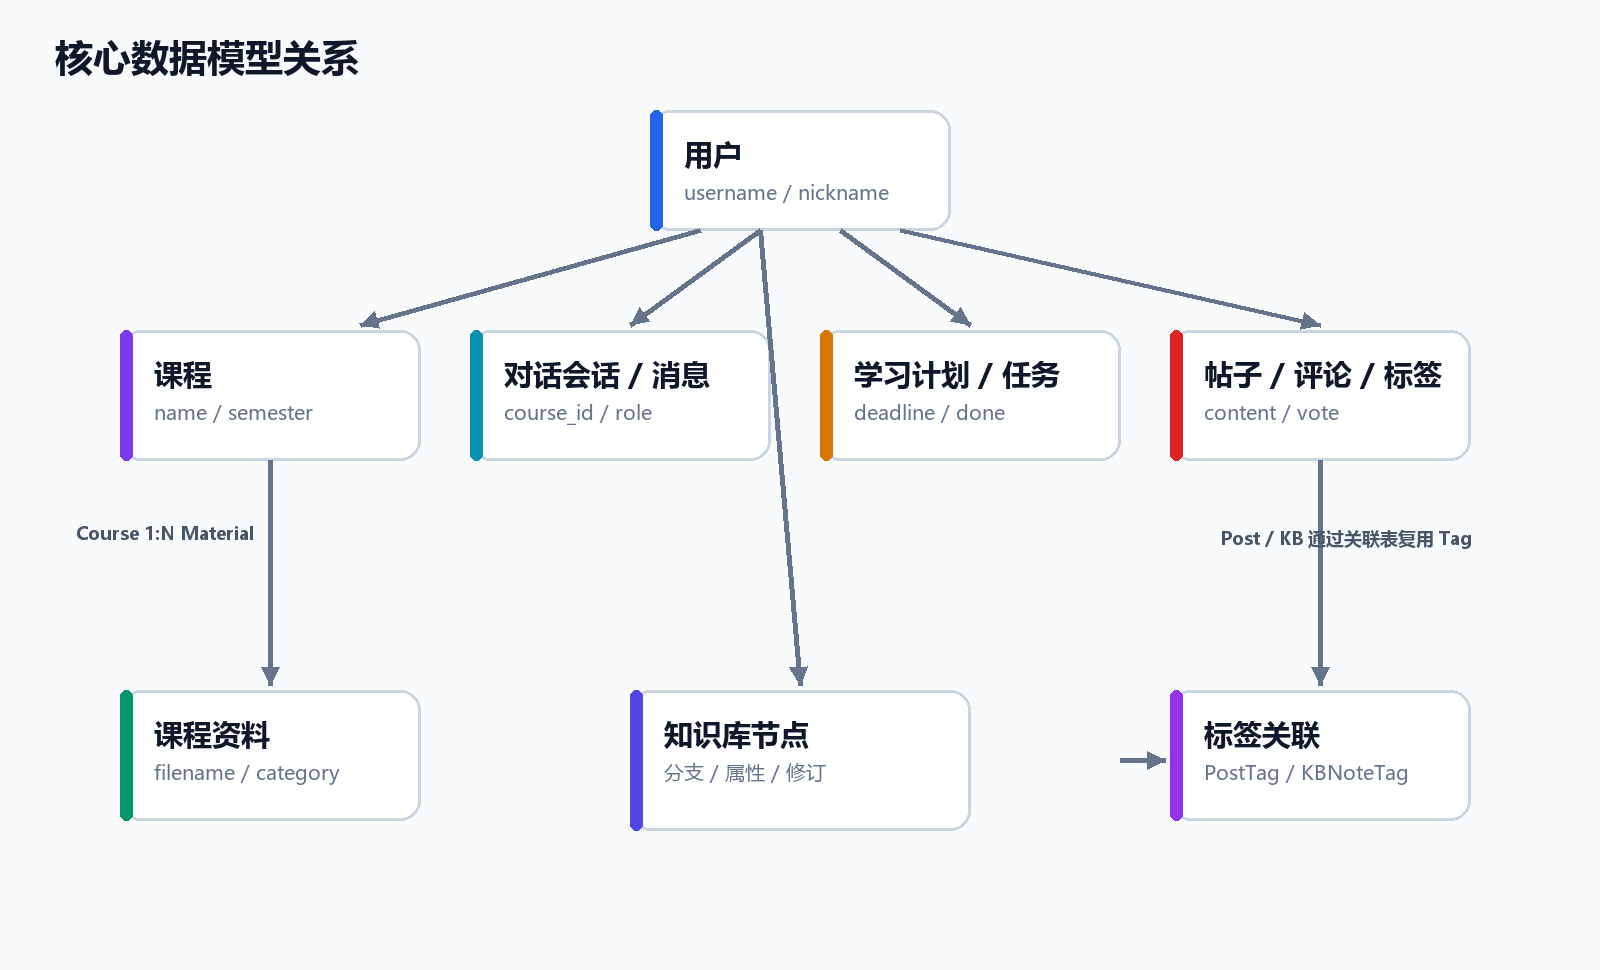 核心数据模型关系
用户
username / nickname
课程
name / semester
对话会话 / 消息
course_id / role
学习计划 / 任务
deadline / done
帖子 / 评论 / 标签
content / vote
Course 1:N Material
Post / KB 通过关联表复用 Tag
课程资料
filename / category
知识库节点
分支 / 属性 / 修订
标签关联
PostTag / KBNoteTag